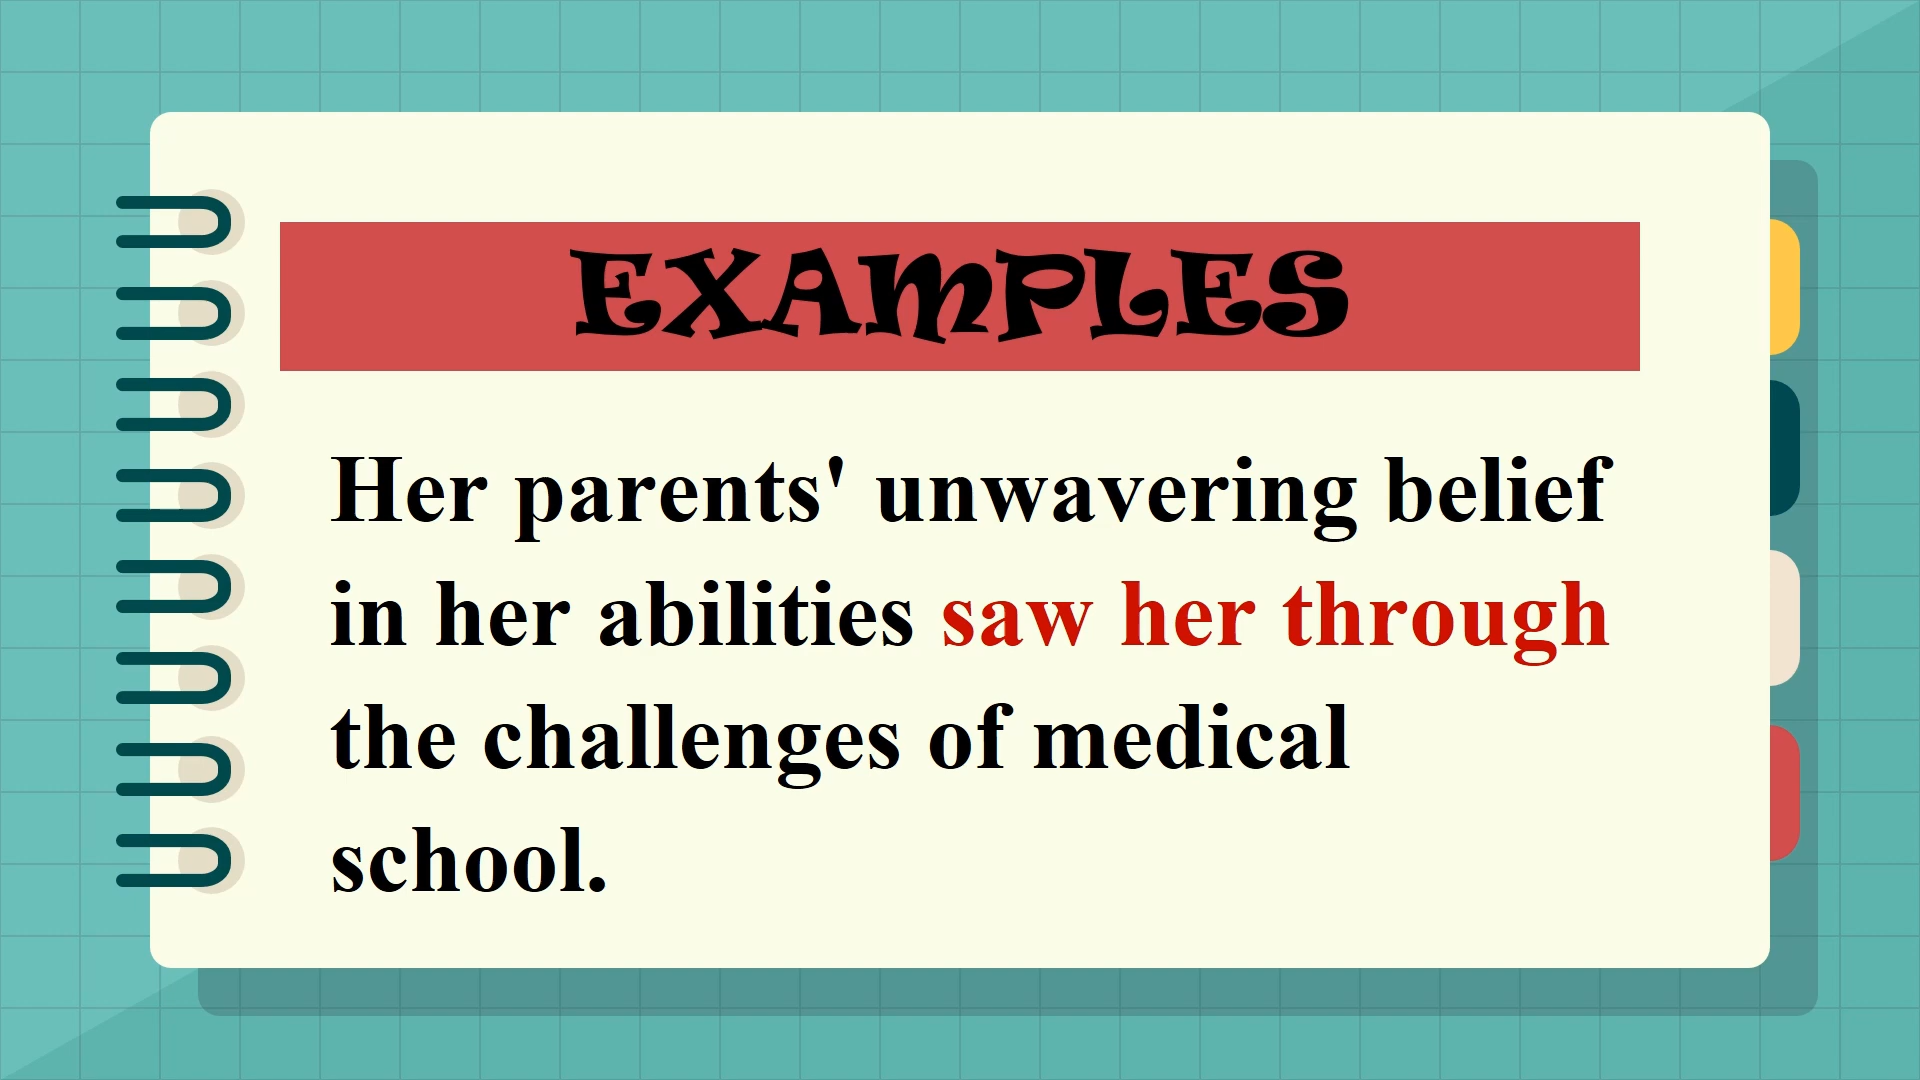 EXAMPLES
Her parents' unwavering belief
in her abilities saw her through
the challenges of medical
school.